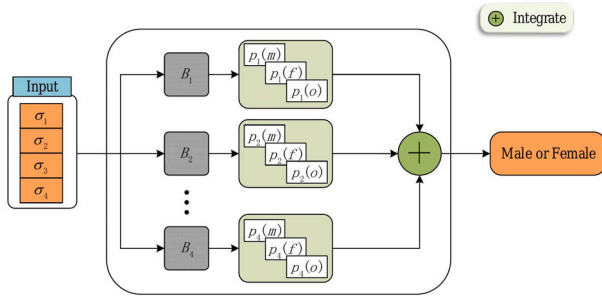 Integrate
Input
σ₁
σ₂
σ₃
σ₄
B₁
p₁(m)
p₁(f)
p₁(o)
B₂
p₂(m)
p₂(f)
p₂(o)
B₄
p₄(m)
p₄(f)
p₄(o)
Male or Female